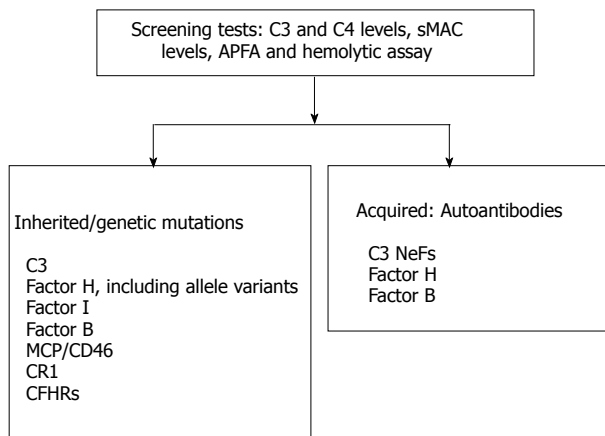 Screening tests: C3 and C4 levels, sMAC
levels, APFA and hemolytic assay
Inherited/genetic mutations
C3
Factor H, including allele variants
Factor I
Factor B
MCP/CD46
CR1
CFHRs
Acquired: Autoantibodies
C3 NeFs
Factor H
Factor B